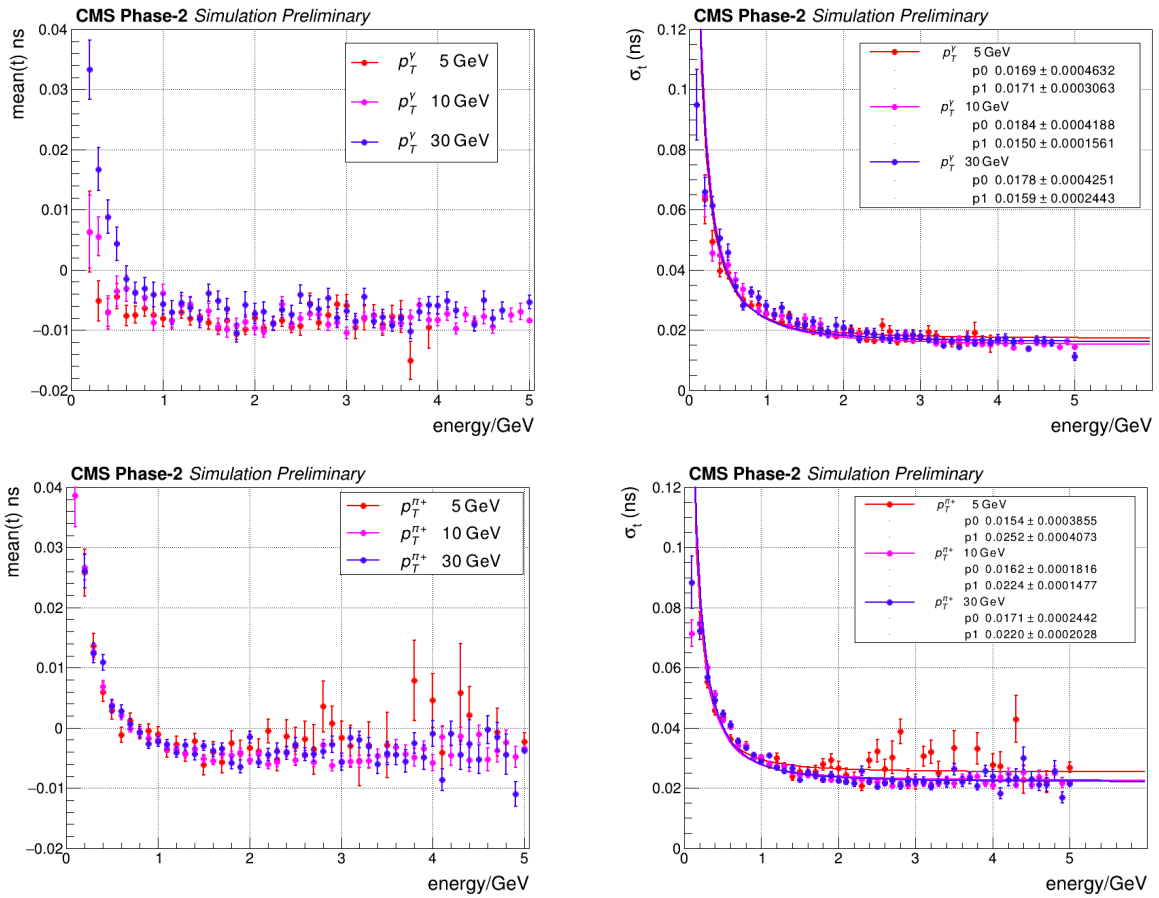 CMS Phase-2 Simulation Preliminary
mean(t) ns
0.04
0.03
0.02
0.01
0
−0.01
−0.02
p_T^γ 5 GeV
p_T^γ 10 GeV
p_T^γ 30 GeV
0 1 2 3 4 5
energy/GeV
CMS Phase-2 Simulation Preliminary
σ_t (ns)
0.12
0.1
0.08
0.06
0.04
0.02
0
p_T^γ 5 GeV
p0 0.0169 ± 0.0004632
p1 0.0171 ± 0.0003063
p_T^γ 10 GeV
p0 0.0184 ± 0.0004188
p1 0.0150 ± 0.0001561
p_T^γ 30 GeV
p0 0.0178 ± 0.0004251
p1 0.0159 ± 0.0002443
0 1 2 3 4 5
energy/GeV
CMS Phase-2 Simulation Preliminary
mean(t) ns
0.04
0.03
0.02
0.01
0
−0.01
−0.02
p_T^π+ 5 GeV
p_T^π+ 10 GeV
p_T^π+ 30 GeV
0 1 2 3 4 5
energy/GeV
CMS Phase-2 Simulation Preliminary
σ_t (ns)
0.12
0.1
0.08
0.06
0.04
0.02
0
p_T^π+ 5 GeV
p0 0.0154 ± 0.0003855
p1 0.0252 ± 0.0004073
p_T^π+ 10 GeV
p0 0.0162 ± 0.0001816
p1 0.0224 ± 0.0001477
p_T^π+ 30 GeV
p0 0.0171 ± 0.0002442
p1 0.0220 ± 0.0002028
0 1 2 3 4 5
energy/GeV